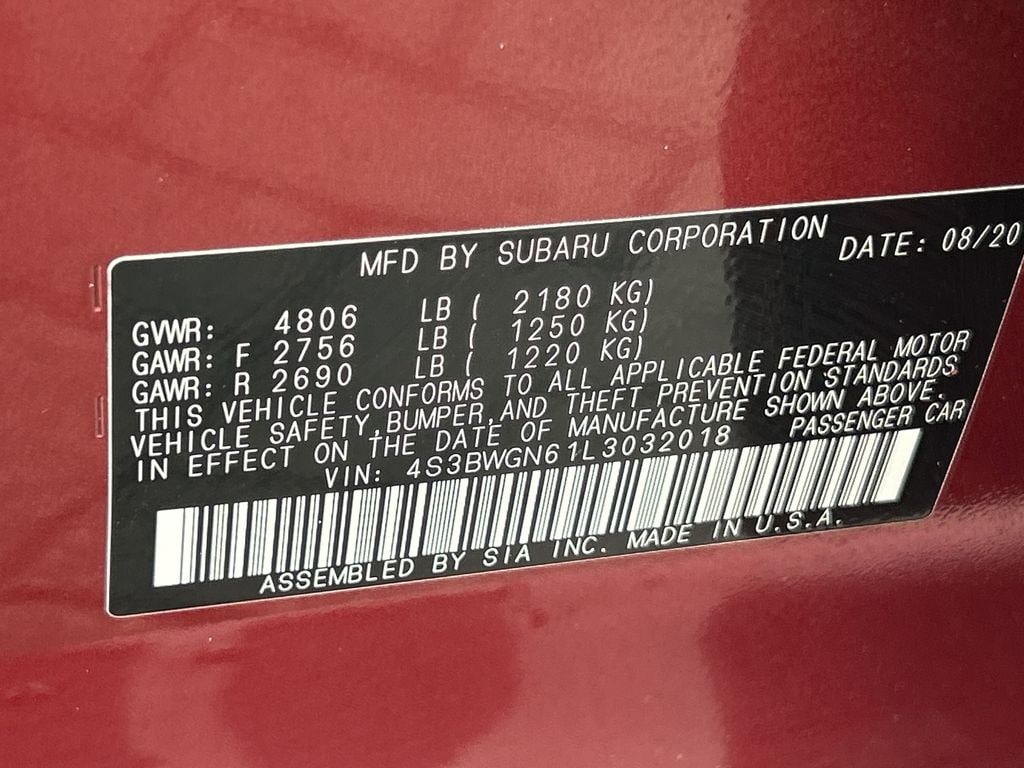 MFD BY SUBARU CORPORATION DATE: 08/20
GVWR: 4806 LB ( 2180 KG)
GAWR: F 2756 LB ( 1250 KG)
GAWR: R 2690 LB ( 1220 KG)
THIS VEHICLE CONFORMS TO ALL APPLICABLE FEDERAL MOTOR
VEHICLE SAFETY,BUMPER,AND THEFT PREVENTION STANDARDS
IN EFFECT ON THE DATE OF MANUFACTURE SHOWN ABOVE.
VIN: 4S3BWGN61L3032018 PASSENGER CAR
ASSEMBLED BY SIA INC. MADE IN U.S.A.